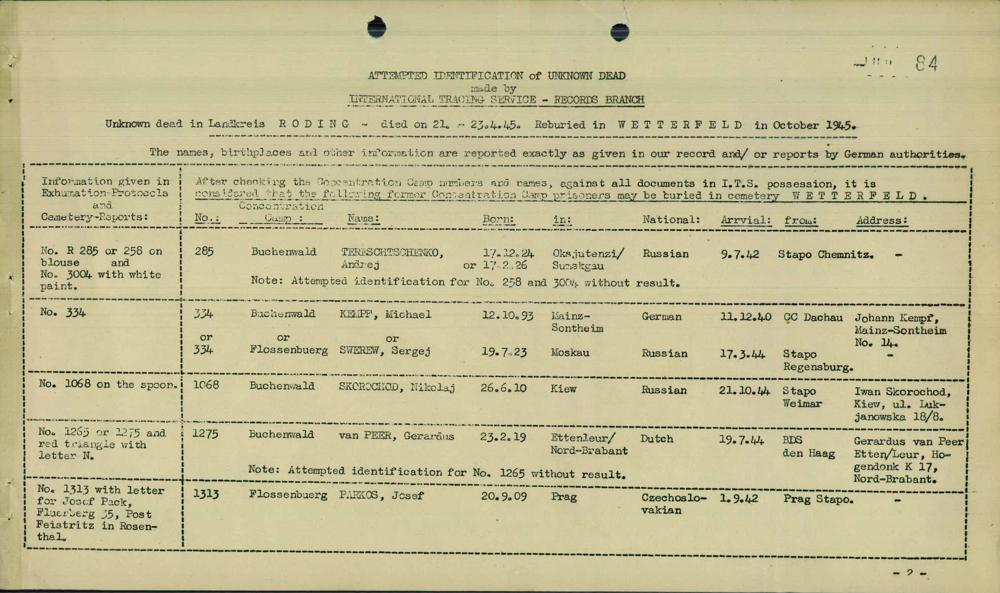 84
ATTEMPTED IDENTIFICATION of UNKNOWN DEAD
made by
INTERNATIONAL TRACING SERVICE - RECORDS BRANCH
Unknown dead in Landkreis R O D I N G - died on 21. - 23.4.45. Reburied in W E T T E R F E L D in October 1945.
The names, birthplaces and other information are reported exactly as given in our record and/ or reports by German authorities.
Information given in Exhumation-Protocols and Cemetery-Reports:
After checking the Concentration Camp numbers and names, against all documents in I.T.S. possession, it is
considered that the following former Concentration Camp prisoners may be buried in cemetery W E T T E R F E L D .
No.: Concentration Camp : Name: Born: in: National: Arrvial: from: Address:
No. R 285 or 258 on 285 Buchenwald TERESCHTSCHENKO, 17.12.24 Oksjutenzi/ Russian 9.7.42 Stapo Chemnitz. -
blouse and Andrej or 17.2.26 Sumskgau
No. 3004 with white Note: Attempted identification for No. 258 and 3004 without result.
paint.
No. 334 334 Buchenwald KEMPF, Michael 12.10.93 Mainz- German 11.12.40 CC Dachau Johann Kempf,
Sontheim Mainz-Sontheim
or or or No. 14.
334 Flossenbuerg SWEREW, Sergej 19.7.23 Moskau Russian 17.3.44 Stapo -
Regensburg.
No. 1068 on the spoon. 1068 Buchenwald SKOROCHOD, Nikolaj 26.6.10 Kiew Russian 21.10.44 Stapo Iwan Skorochod,
Weimar Kiew, ul. Luk-
janowska 18/8.
No. 1265 or 1275 and 1275 Buchenwald van PEER, Gerardus 23.2.19 Ettenleur/ Dutch 19.7.44 BDS Gerardus van Peer
red triangle with Nord-Brabant den Haag Etten/Leur, Ho-
letter N. gendonk K 17,
Note: Attempted identification for No. 1265 without result. Nord-Brabant.
No. 1313 with letter 1313 Flossenbuerg PARKOS, Josef 20.9.09 Prag Czechoslo- 1.9.42 Prag Stapo. -
for Josef Pack, vakian
35, Post
Feistritz in Rosen-
thal.
- 2 -